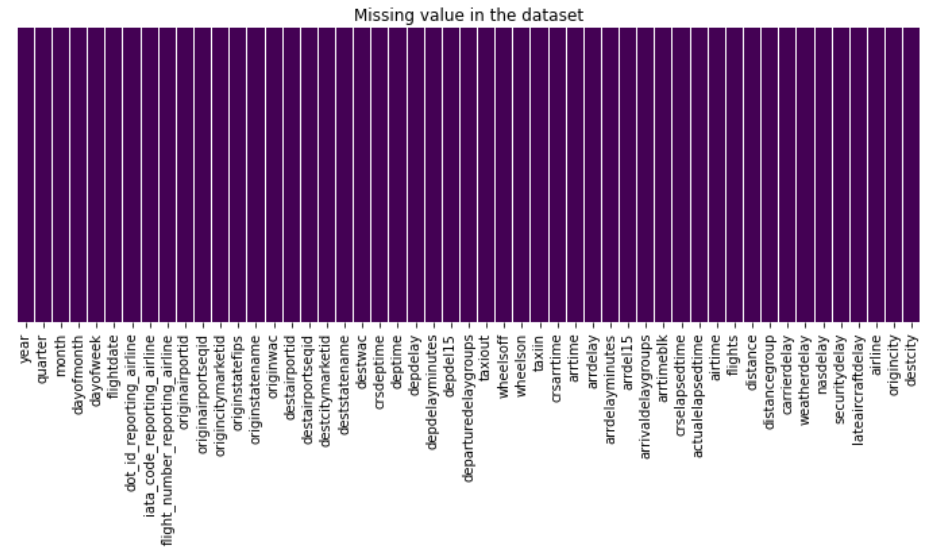 Missing value in the dataset
year
quarter
month
dayofmonth
dayofweek
flightdate
dot_id_reporting_airline
iata_code_reporting_airline
flight_number_reporting_airline
originairportid
originairportseqid
origincitymarketid
originstatefips
originstatename
originwac
destairportid
destairportseqid
destcitymarketid
deststatename
destwac
crsdeptime
deptime
depdelay
depdelayminutes
depdel15
departuredelaygroups
taxiout
wheelsoff
wheelson
taxiin
crsarrtime
arrtime
arrdelay
arrdelayminutes
arrdel15
arrivaldelaygroups
arrtimeblk
crselapsedtime
actualelapsedtime
airtime
flights
distance
distancegroup
carrierdelay
weatherdelay
nasdelay
securitydelay
lateaircraftdelay
airline
origincity
destcity